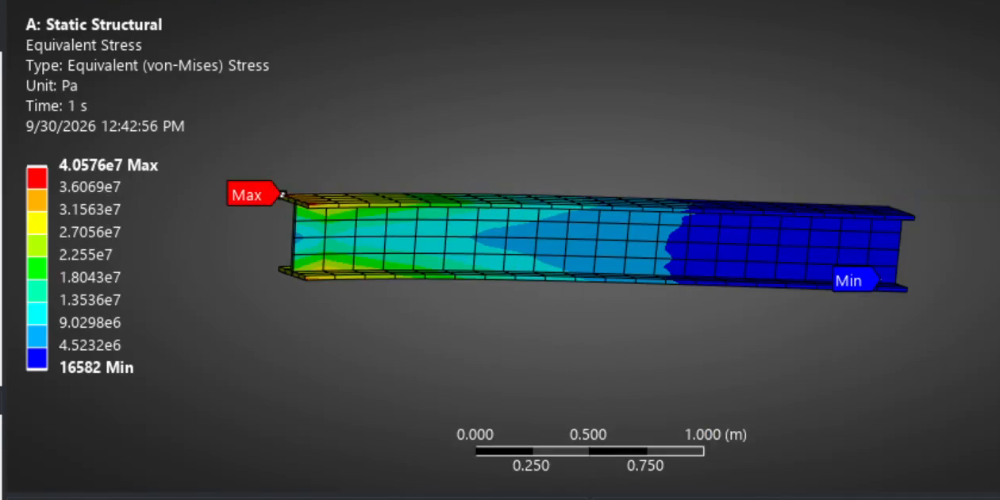 A: Static Structural
Equivalent Stress
Type: Equivalent (von-Mises) Stress
Unit: Pa
Time: 1 s
9/30/2026 12:42:56 PM
4.0576e7 Max
3.6069e7
3.1563e7
2.7056e7
2.255e7
1.8043e7
1.3536e7
9.0298e6
4.5232e6
16582 Min
Max
Min
0.000 0.500 1.000 (m)
0.250 0.750